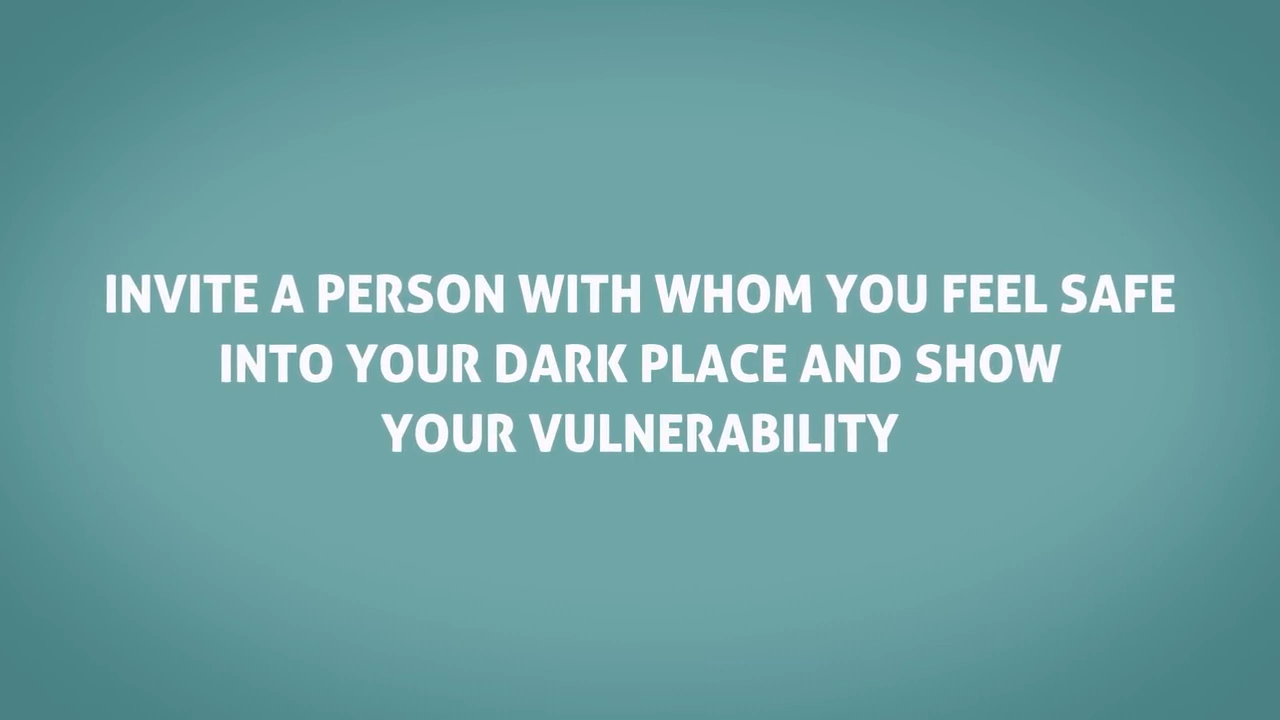 INVITE A PERSON WITH WHOM YOU FEEL SAFE
INTO YOUR DARK PLACE AND SHOW
YOUR VULNERABILITY